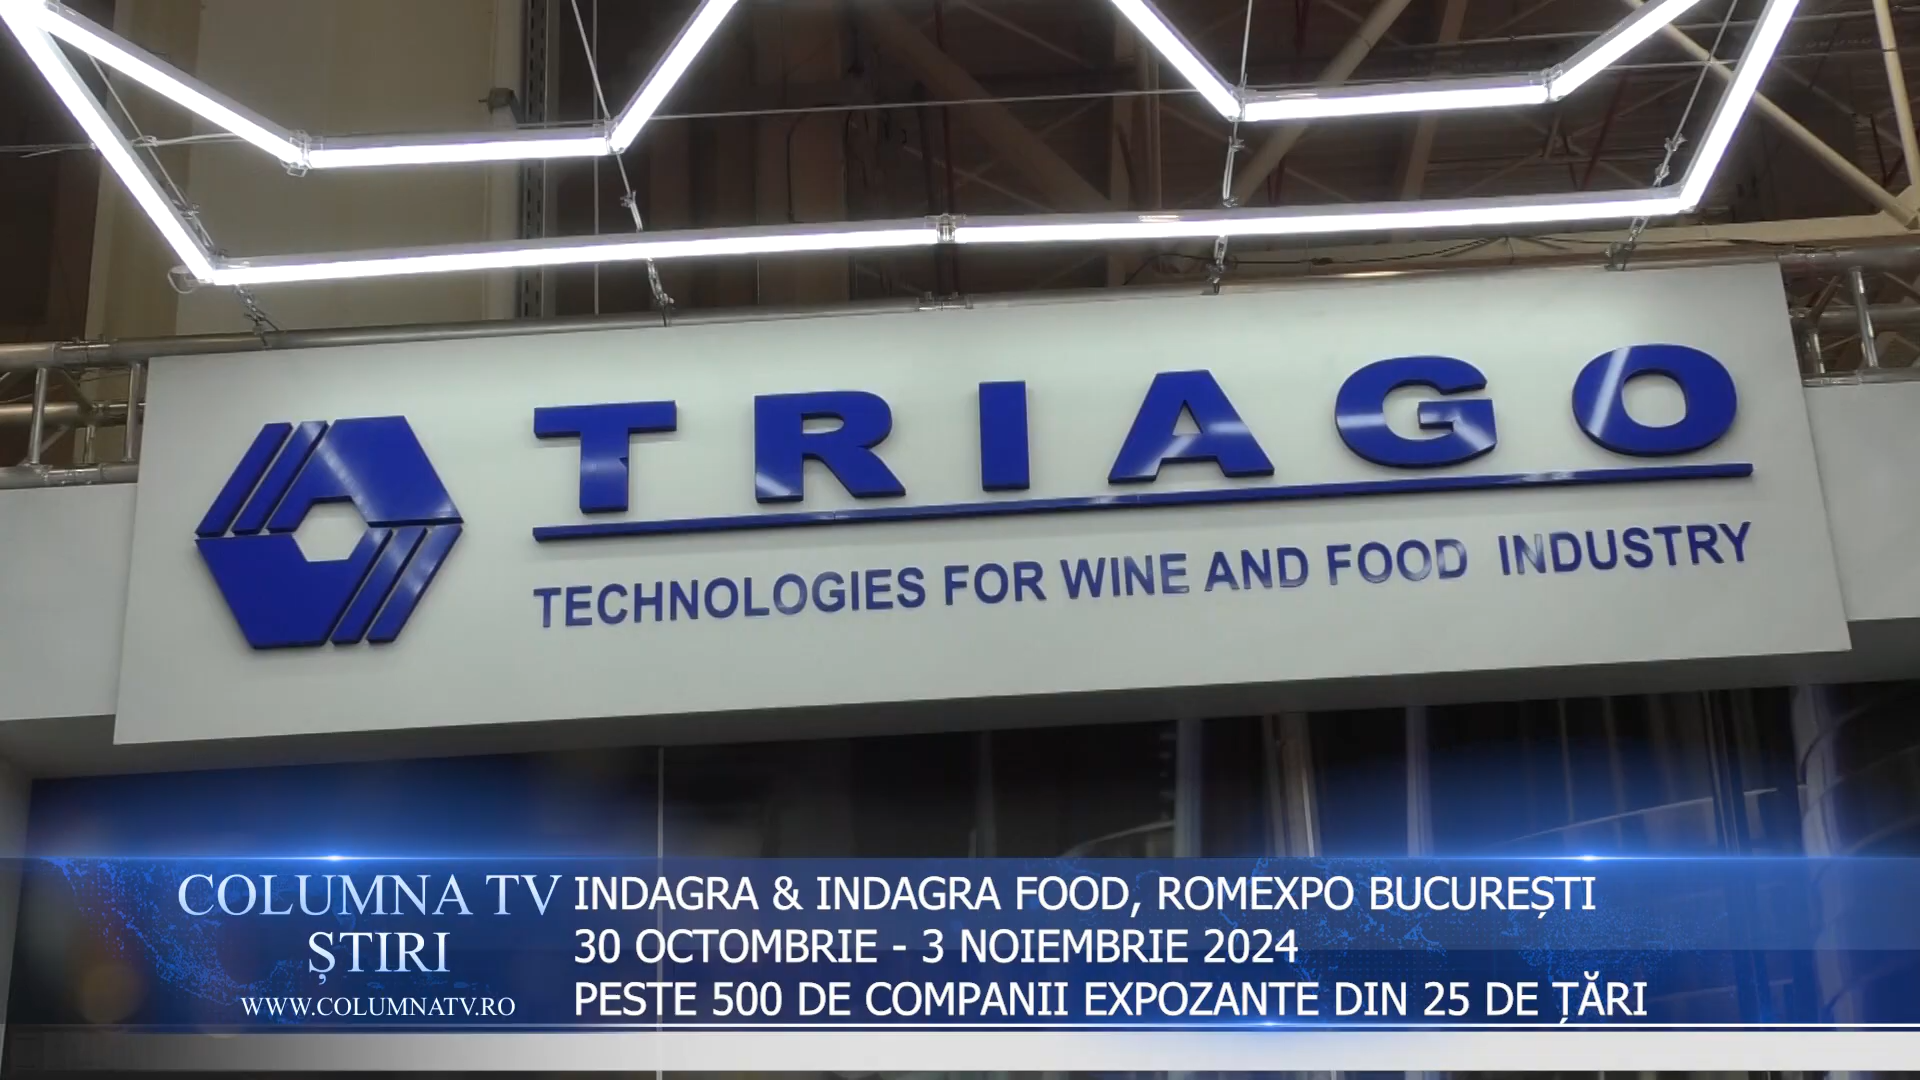 TRIAGO
TECHNOLOGIES FOR WINE AND FOOD INDUSTRY
COLUMNA TV
ȘTIRI
WWW.COLUMNATV.RO
INDAGRA & INDAGRA FOOD, ROMEXPO BUCUREȘTI
30 OCTOMBRIE - 3 NOIEMBRIE 2024
PESTE 500 DE COMPANII EXPOZANTE DIN 25 DE ȚĂRI